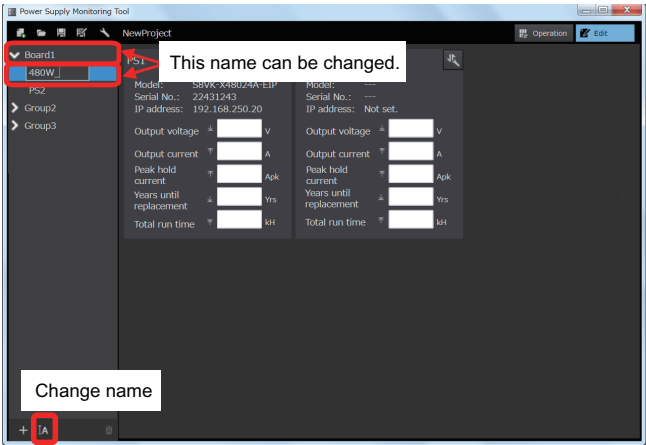 Power Supply Monitoring Tool
NewProject
Operation
Edit
Board1
480W_
PS2
Group2
Group3
This name can be changed.
PS1
Model: S8VK-X48024A-EIP
Serial No.: 22431243
IP address: 192.168.250.20
Output voltage V
Output current A
Peak hold
current Apk
Years until
replacement Yrs
Total run time kH
Model: ---
Serial No.: ---
IP address: Not set.
Output voltage V
Output current A
Peak hold
current Apk
Years until
replacement Yrs
Total run time kH
Change name
+ IA